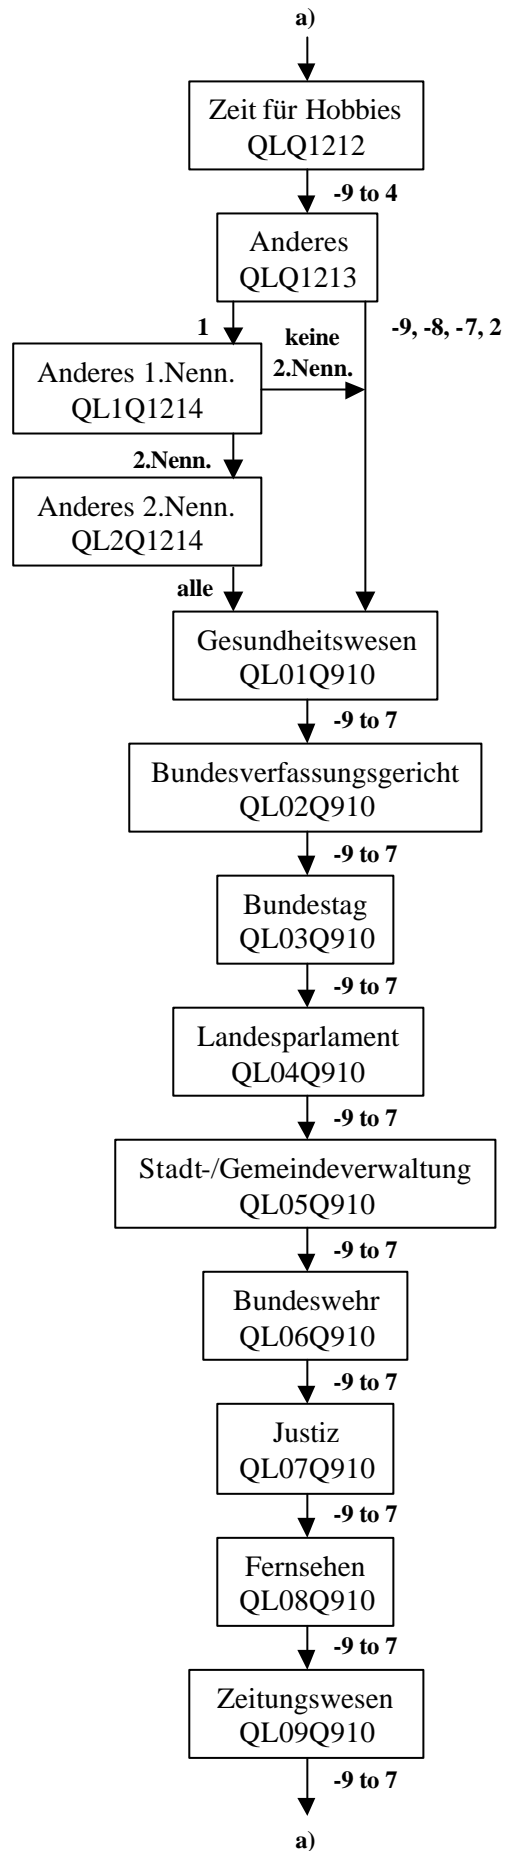 a)
Zeit für Hobbies
QLQ1212
-9 to 4
Anderes
QLQ1213
1
keine
2.Nenn.
-9, -8, -7, 2
Anderes 1.Nenn.
QL1Q1214
2.Nenn.
Anderes 2.Nenn.
QL2Q1214
alle
Gesundheitswesen
QL01Q910
-9 to 7
Bundesverfassungsgericht
QL02Q910
-9 to 7
Bundestag
QL03Q910
-9 to 7
Landesparlament
QL04Q910
-9 to 7
Stadt-/Gemeindeverwaltung
QL05Q910
-9 to 7
Bundeswehr
QL06Q910
-9 to 7
Justiz
QL07Q910
-9 to 7
Fernsehen
QL08Q910
-9 to 7
Zeitungswesen
QL09Q910
-9 to 7
a)